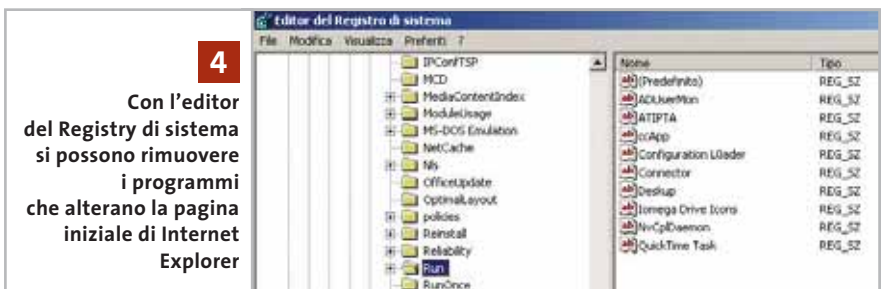 4
Con l'editor
del Registry di sistema
si possono rimuovere
i programmi
che alterano la pagina
iniziale di Internet
Explorer
Editor del Registro di sistema
File Modifica Visualizza Preferiti ?
IPConfTSP
MCD
MediaContentIndex
ModuleUsage
MS-DOS Emulation
NetCache
Nls
OfficeUpdate
OptimalLayout
policies
Reinstall
Reliability
Run
RunOnce
Nome Tipo
(Predefinito) REG_SZ
ADUserMon REG_SZ
ATIPTA REG_SZ
ccApp REG_SZ
Configuration L0ader REG_SZ
Connector REG_SZ
Deskup REG_SZ
Iomega Drive Icons REG_SZ
NvCplDaemon REG_SZ
QuickTime Task REG_SZ